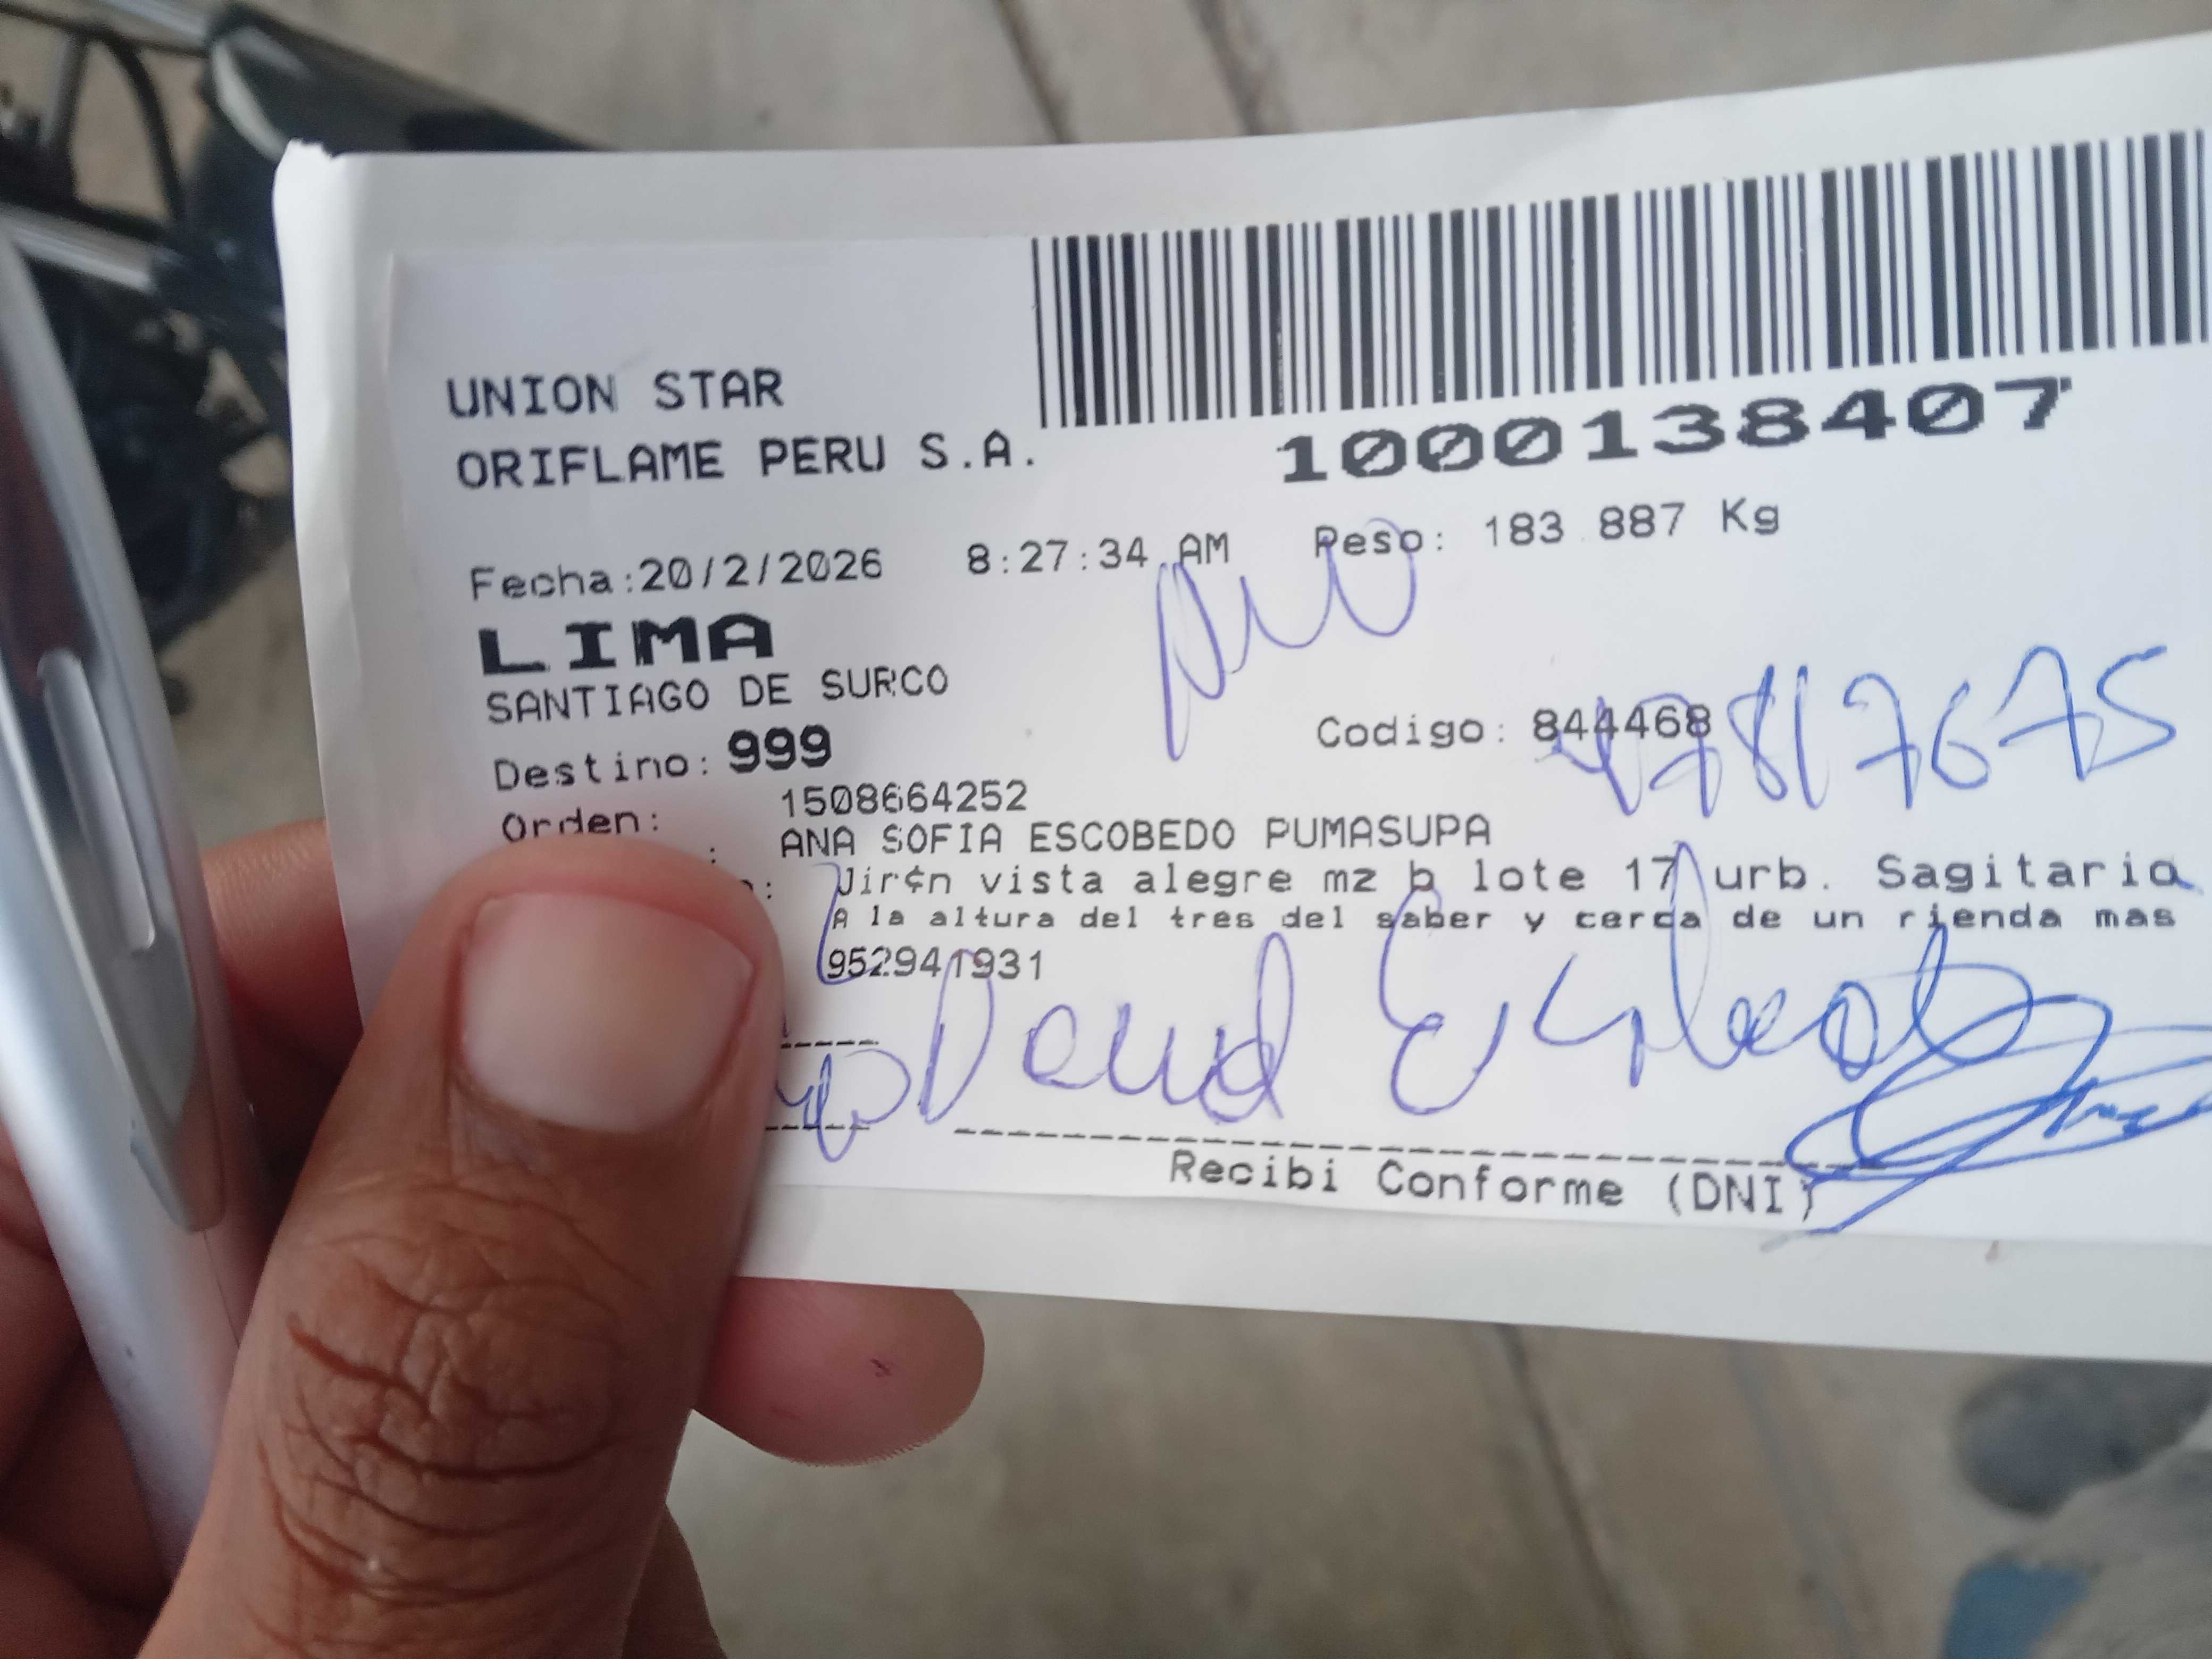 UNION STAR
ORIFLAME PERU S.A.
1000138407
Fecha:20/2/2026 8:27:34 AM Peso: 183.887 Kg
LIMA
SANTIAGO DE SURCO
Destino: 999 Codigo: 844468
47817675
Orden: 1508664252
: ANA SOFIA ESCOBEDO PUMASUPA
: Jir¢n vista alegre mz b lote 17 urb. Sagitario
A la altura del tres del saber y cerca de un rienda mas
952941931
David
Recibi Conforme (DNI)